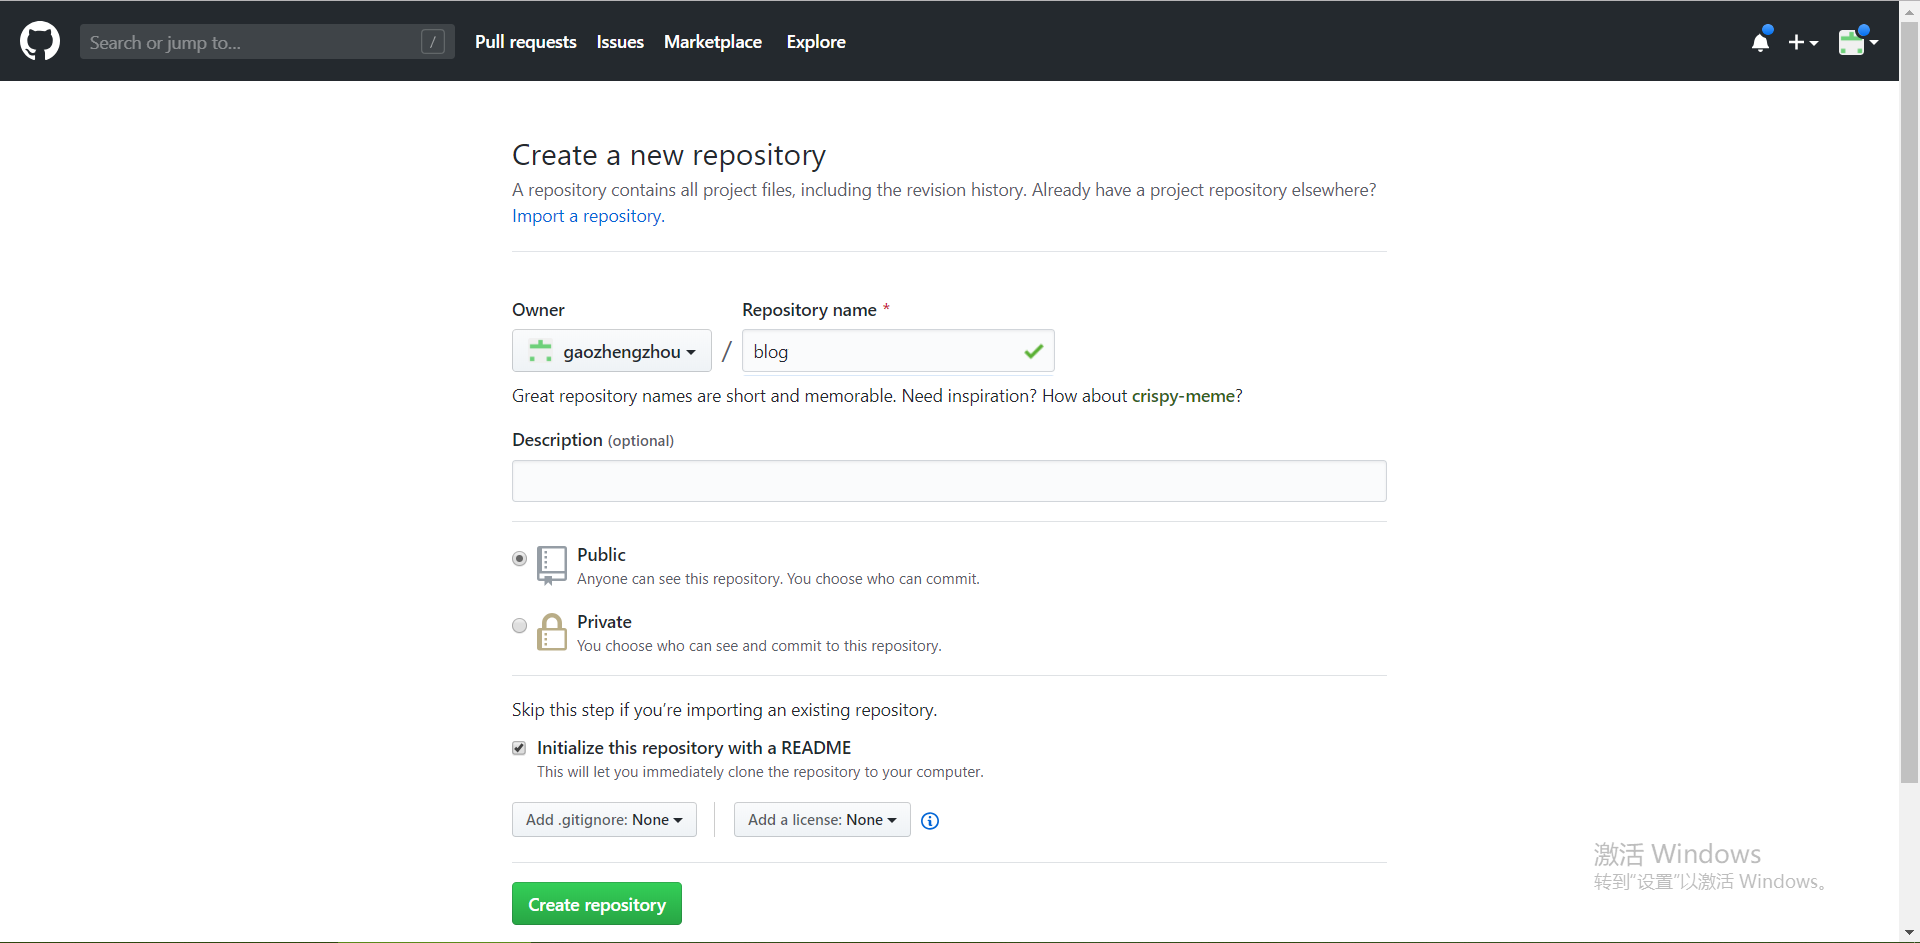 Search or jump to... /
Pull requests Issues Marketplace Explore
Create a new repository
A repository contains all project files, including the revision history. Already have a project repository elsewhere?
Import a repository.
Owner Repository name *
gaozhengzhou / blog
Great repository names are short and memorable. Need inspiration? How about crispy-meme?
Description (optional)
Public
Anyone can see this repository. You choose who can commit.
Private
You choose who can see and commit to this repository.
Skip this step if you’re importing an existing repository.
Initialize this repository with a README
This will let you immediately clone the repository to your computer.
Add .gitignore: None Add a license: None
激活 Windows
转到“设置”以激活 Windows。
Create repository